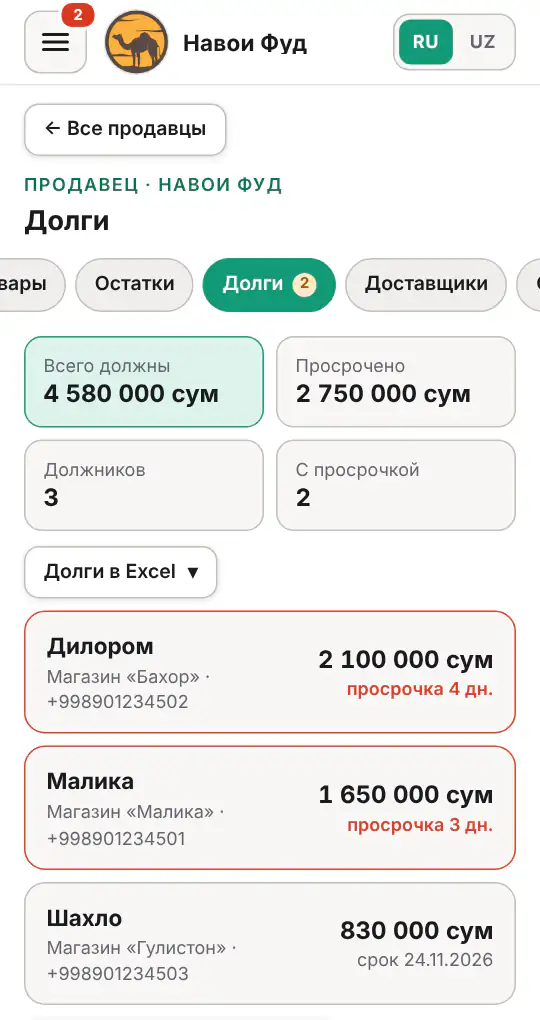 2
Навои Фуд
RU UZ
← Все продавцы
ПРОДАВЕЦ · НАВОИ ФУД
Долги
вары Остатки Долги 2 Доставщики
Всего должны
4 580 000 сум
Просрочено
2 750 000 сум
Должников
3
С просрочкой
2
Долги в Excel ▼
Дилором
Магазин «Бахор» ·
+998901234502
2 100 000 сум
просрочка 4 дн.
Малика
Магазин «Малика» ·
+998901234501
1 650 000 сум
просрочка 3 дн.
Шахло
Магазин «Гулистон» ·
+998901234503
830 000 сум
срок 24.11.2026